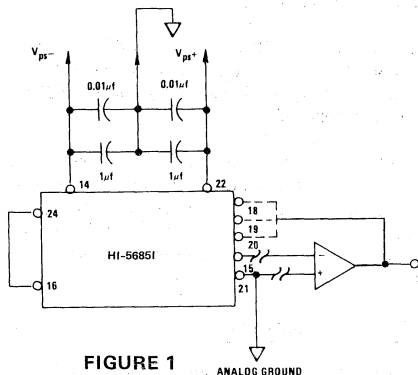 Vps- Vps+
0.01µf 0.01µf
1µf 1µf
14 22
24 18
19
HI-5685I 20
15
16 21
FIGURE 1
ANALOG GROUND
- +